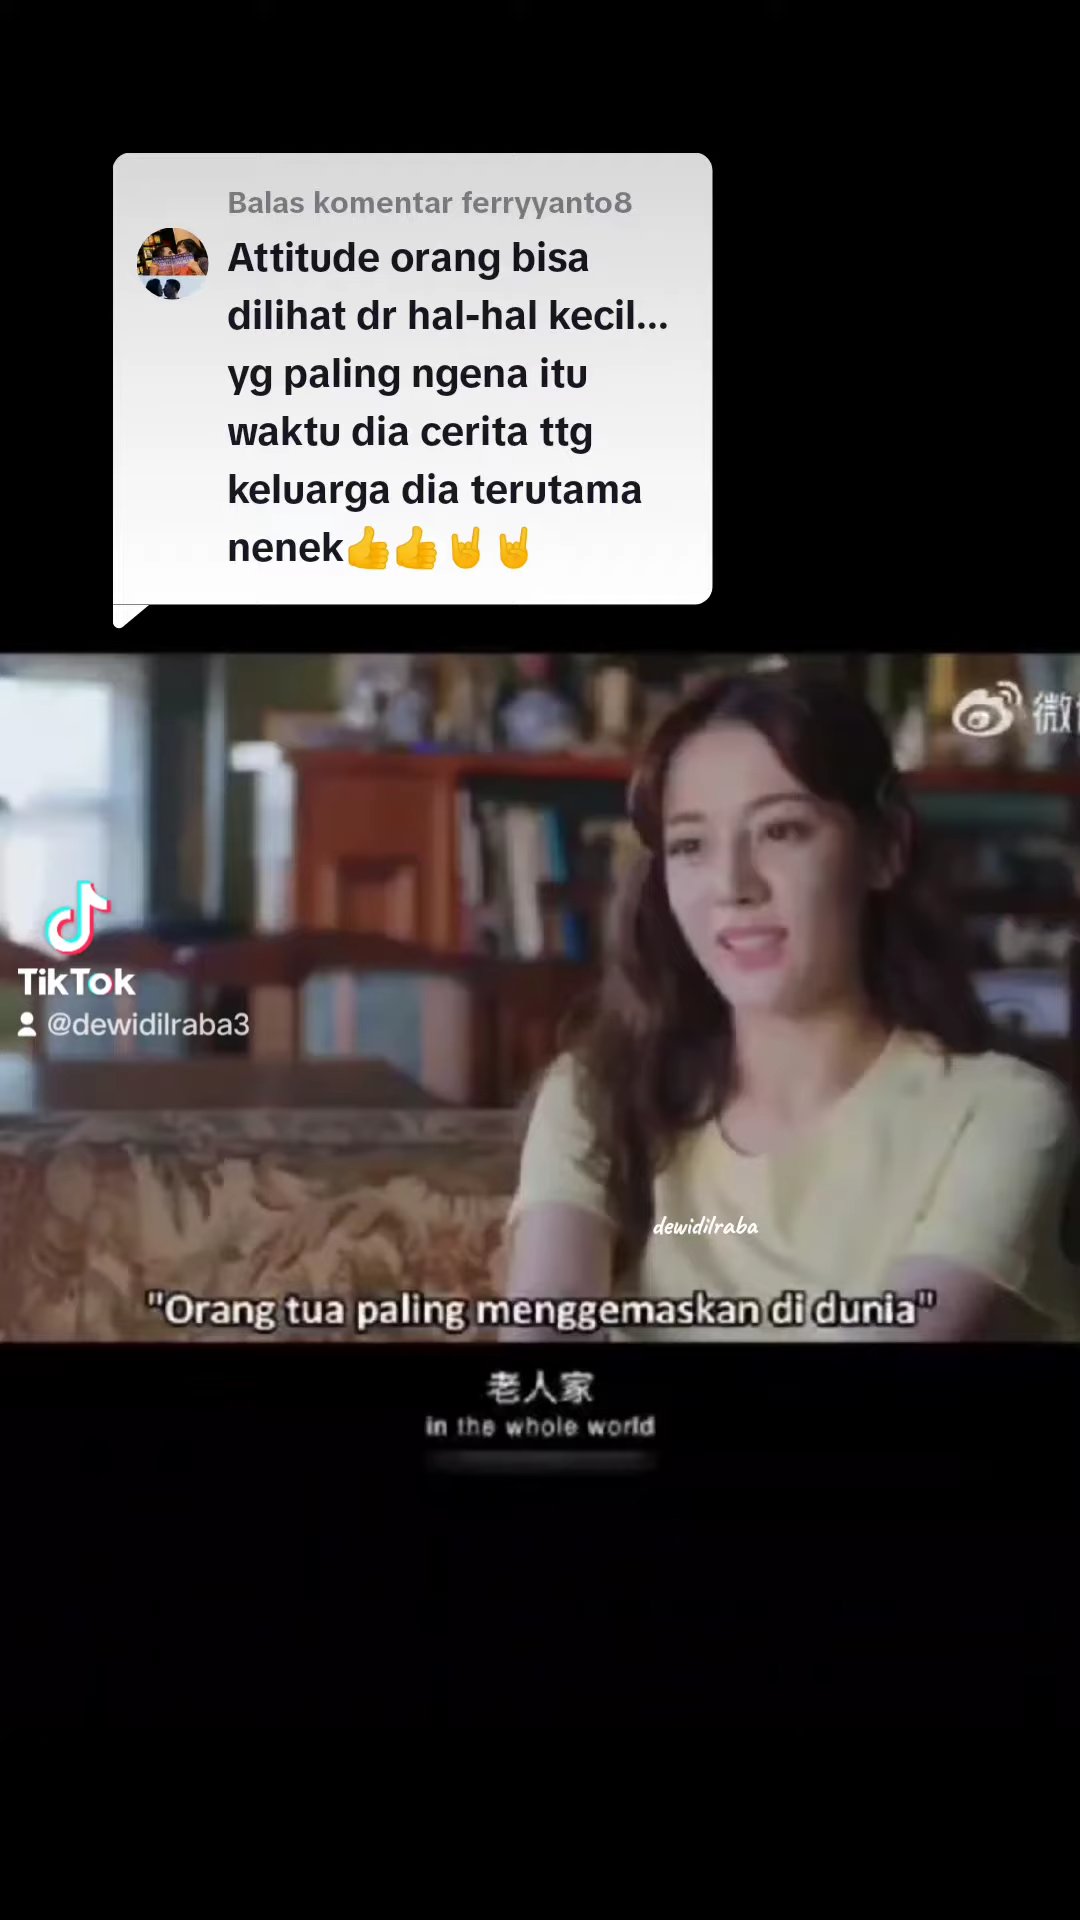 Balas komentar ferryyanto8
Attitude orang bisa
dilihat dr hal-hal kecil...
yg paling ngena itu
waktu dia cerita ttg
keluarga dia terutama
nenek👍👍🤘🤘
微
TikTok
@dewidilraba3
dewidilraba
"Orang tua paling menggemaskan di dunia"
老人家
in the whole world